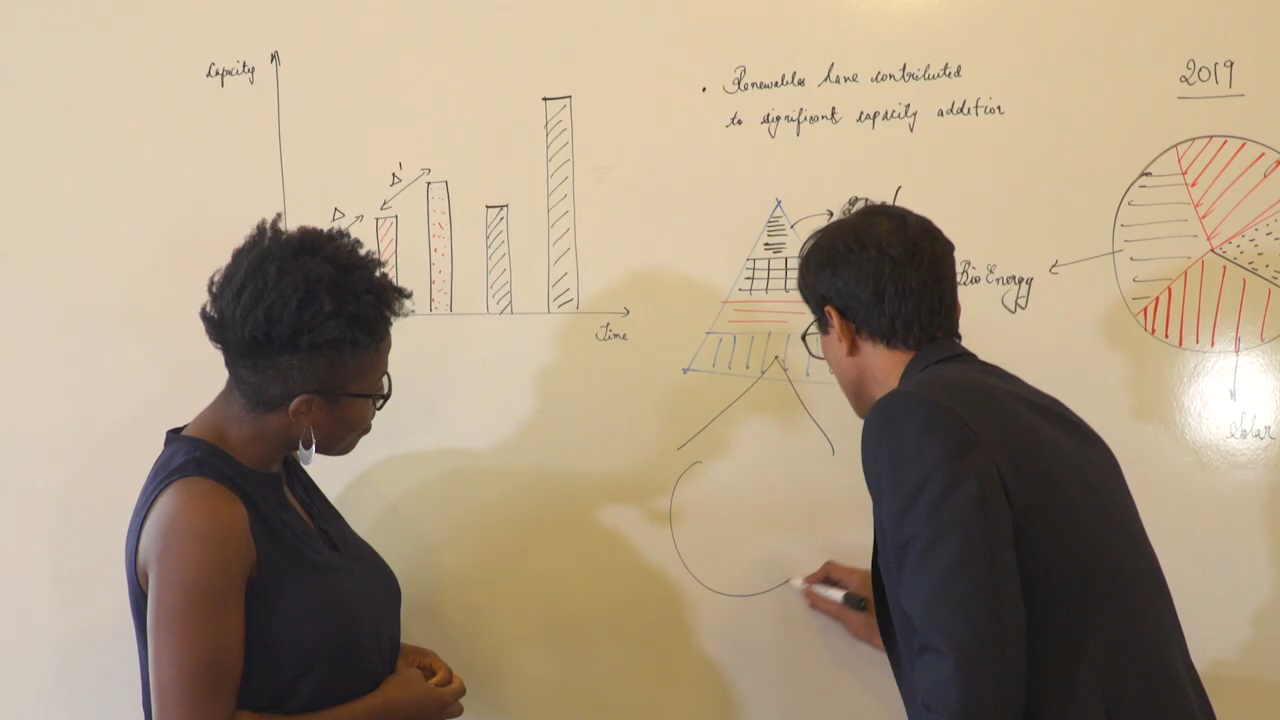 Capacity
Δ
Δ'
Time
• Renewables have contributed
to significant capacity addition
Bio Energy
2019
Solar